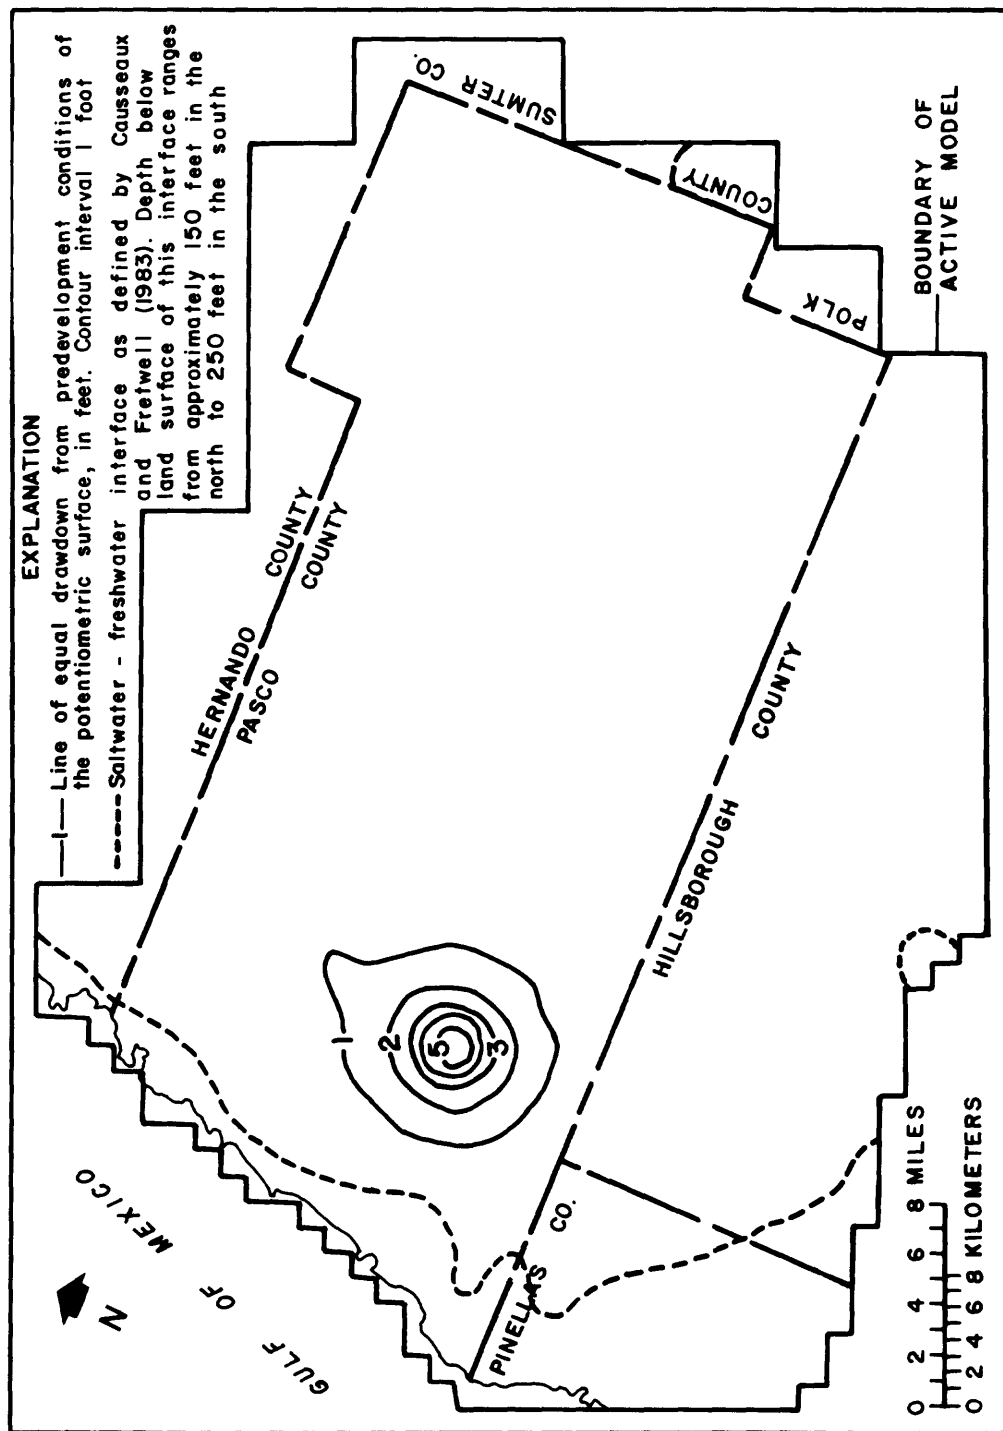 EXPLANATION
—1— Line of equal drawdown from predevelopment conditions of
the potentiometric surface, in feet. Contour interval 1 foot
----- Saltwater - freshwater interface as defined by Causseaux
and Fretwell (1983). Depth below
land surface of this interface ranges
from approximately 150 feet in the
north to 250 feet in the south
HERNANDO COUNTY
PASCO COUNTY
SUMTER CO.
COUNTY
POLK
HILLSBOROUGH COUNTY
PINELLAS CO.
GULF OF MEXICO
N
1
2
5
3
BOUNDARY OF
ACTIVE MODEL
0 2 4 6 8 MILES
0 2 4 6 8 KILOMETERS